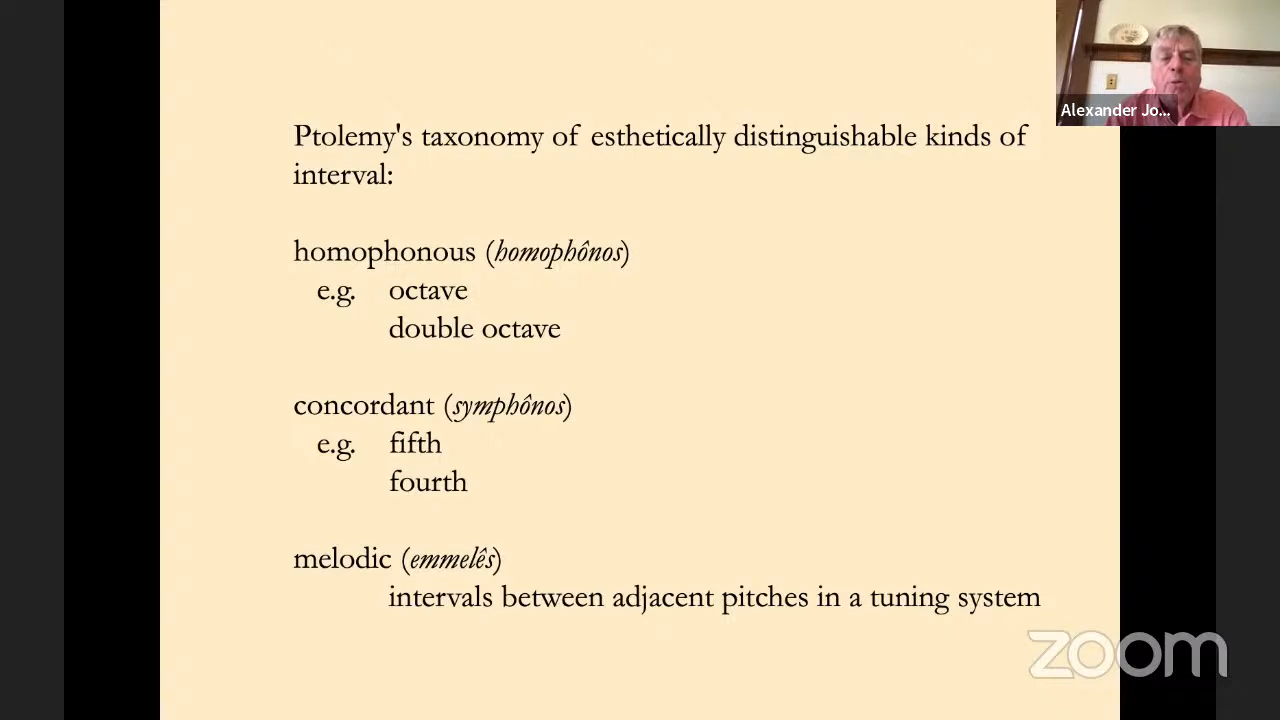 Alexander Jo...
Ptolemy's taxonomy of esthetically distinguishable kinds of
interval:
homophonous (homophônos)
e.g. octave
double octave
concordant (symphônos)
e.g. fifth
fourth
melodic (emmelês)
intervals between adjacent pitches in a tuning system
zoom